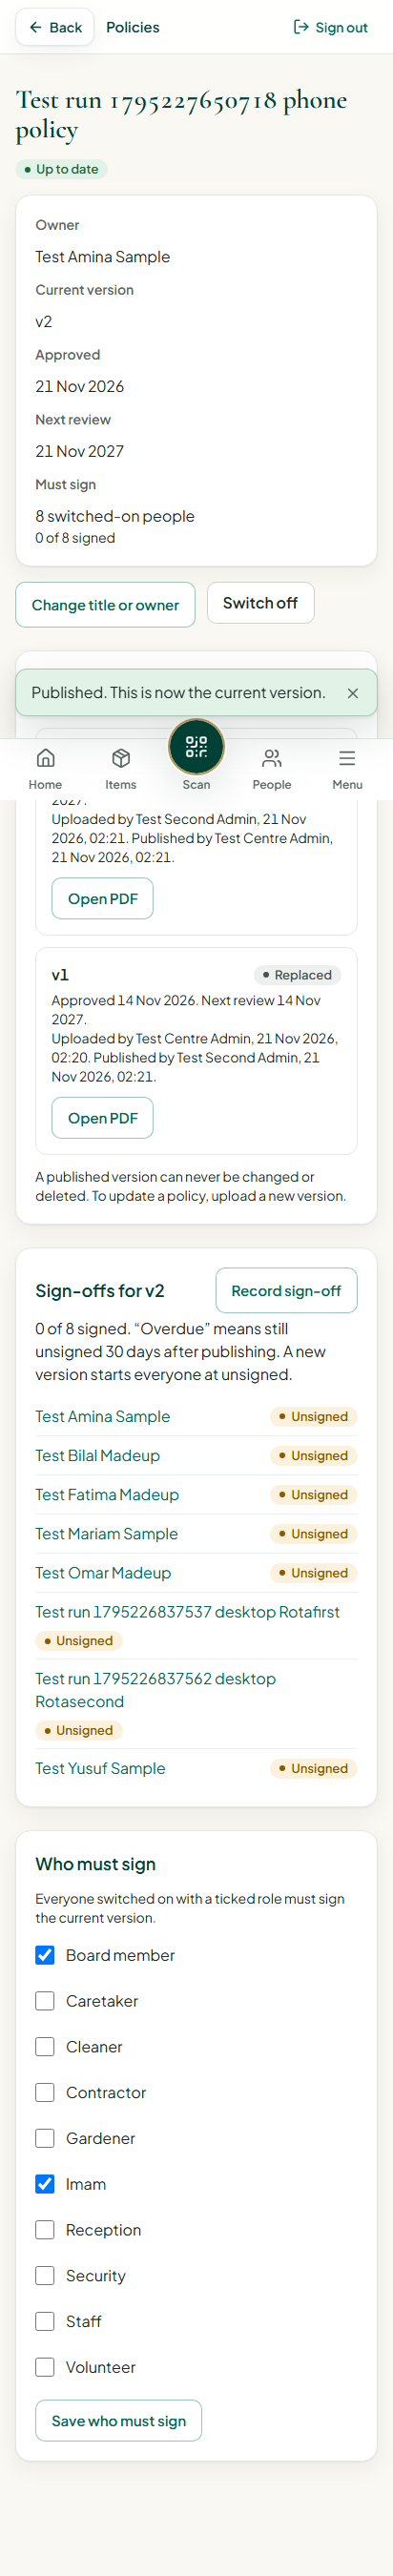 Back
Policies
Sign out
Test run 1795227650718 phone
policy
Up to date
Owner
Test Amina Sample
Current version
v2
Approved
21 Nov 2026
Next review
21 Nov 2027
Must sign
8 switched-on people
0 of 8 signed
Change title or owner
Switch off
Published. This is now the current version.
Home
Items
Scan
People
Menu
2027.
Uploaded by Test Second Admin, 21 Nov
2026, 02:21. Published by Test Centre Admin,
21 Nov 2026, 02:21.
Open PDF
v1
Replaced
Approved 14 Nov 2026. Next review 14 Nov
2027.
Uploaded by Test Centre Admin, 21 Nov 2026,
02:20. Published by Test Second Admin, 21
Nov 2026, 02:21.
Open PDF
A published version can never be changed or
deleted. To update a policy, upload a new version.
Sign-offs for v2
Record sign-off
0 of 8 signed. “Overdue” means still
unsigned 30 days after publishing. A new
version starts everyone at unsigned.
Test Amina Sample
Unsigned
Test Bilal Madeup
Unsigned
Test Fatima Madeup
Unsigned
Test Mariam Sample
Unsigned
Test Omar Madeup
Unsigned
Test run 1795226837537 desktop Rotafirst
Unsigned
Test run 1795226837562 desktop
Rotasecond
Unsigned
Test Yusuf Sample
Unsigned
Who must sign
Everyone switched on with a ticked role must sign
the current version.
Board member
Caretaker
Cleaner
Contractor
Gardener
Imam
Reception
Security
Staff
Volunteer
Save who must sign